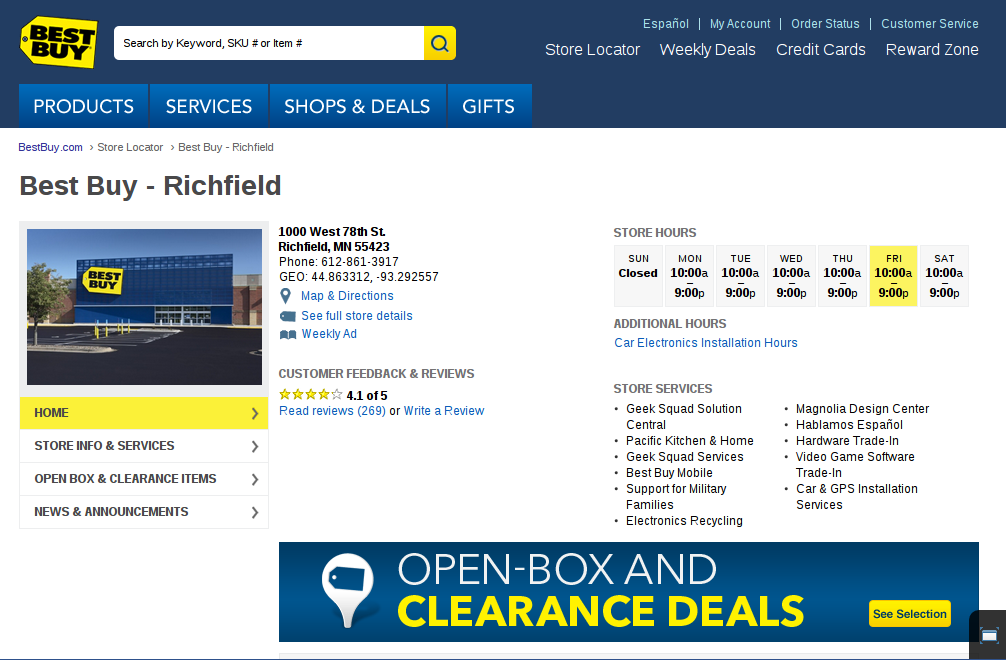 BEST BUY
Search by Keyword, SKU # or Item #
Español | My Account | Order Status | Customer Service
Store Locator Weekly Deals Credit Cards Reward Zone
PRODUCTS SERVICES SHOPS & DEALS GIFTS
BestBuy.com › Store Locator › Best Buy - Richfield
Best Buy - Richfield
BEST BUY
HOME
STORE INFO & SERVICES
OPEN BOX & CLEARANCE ITEMS
NEWS & ANNOUNCEMENTS
1000 West 78th St.
Richfield, MN 55423
Phone: 612-861-3917
GEO: 44.863312, -93.292557
Map & Directions
See full store details
Weekly Ad
CUSTOMER FEEDBACK & REVIEWS
4.1 of 5
Read reviews (269) or Write a Review
STORE HOURS
SUN MON TUE WED THU FRI SAT
Closed 10:00a 10:00a 10:00a 10:00a 10:00a 10:00a
– – – – – –
9:00p 9:00p 9:00p 9:00p 9:00p 9:00p
ADDITIONAL HOURS
Car Electronics Installation Hours
STORE SERVICES
• Geek Squad Solution
Central
• Pacific Kitchen & Home
• Geek Squad Services
• Best Buy Mobile
• Support for Military
Families
• Electronics Recycling
• Magnolia Design Center
• Hablamos Español
• Hardware Trade-In
• Video Game Software
Trade-In
• Car & GPS Installation
Services
OPEN-BOX AND
CLEARANCE DEALS
See Selection